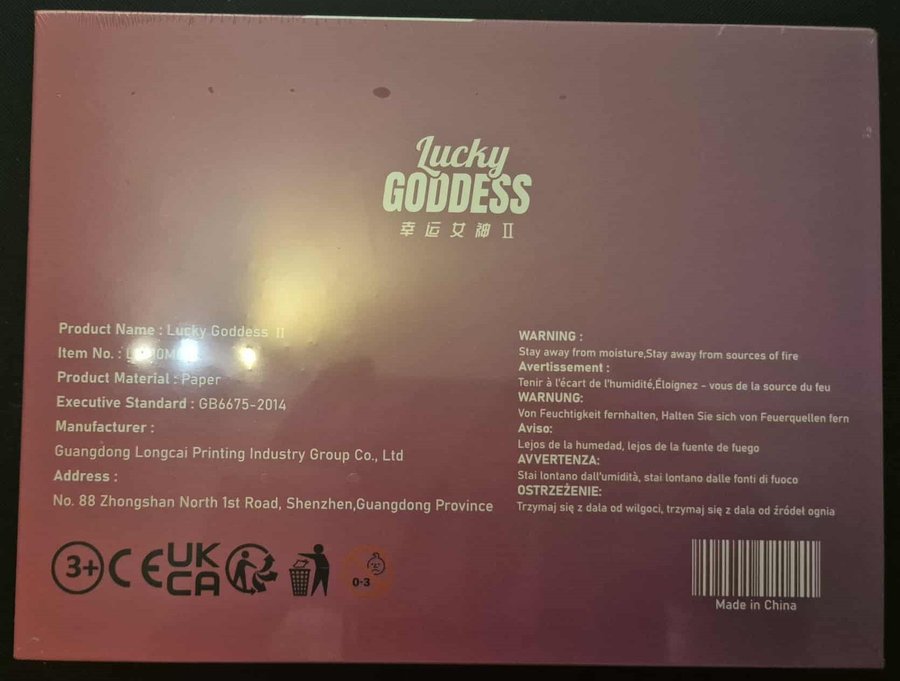 Lucky
GODDESS
幸运女神 II
Product Name : Lucky Goddess II
Item No. :
Product Material : Paper
Executive Standard : GB6675-2014
Manufacturer :
Guangdong Longcai Printing Industry Group Co., Ltd
Address :
No. 88 Zhongshan North 1st Road, Shenzhen,Guangdong Province
WARNING :
Stay away from moisture,Stay away from sources of fire
Avertissement :
Tenir à l'écart de l'humidité,Éloignez - vous de la source du feu
WARNUNG:
Von Feuchtigkeit fernhalten, Halten Sie sich von Feuerquellen fern
Aviso:
Lejos de la humedad, lejos de la fuente de fuego
AVVERTENZA:
Stai lontano dall'umidità, stai lontano dalle fonti di fuoco
OSTRZEŻENIE:
Trzymaj się z dala od wilgoci, trzymaj się z dala od źródeł ognia
3+ CE UK
CA
0-3
Made in China